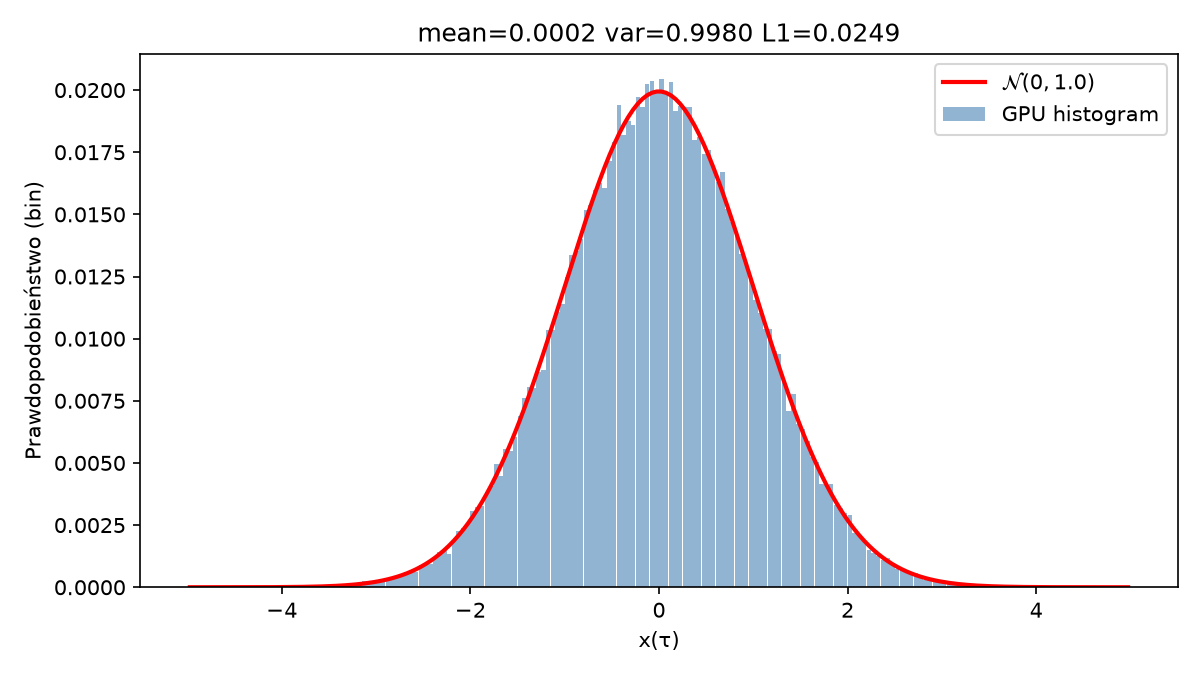 mean=0.0002 var=0.9980 L1=0.0249
𝒩(0, 1.0)
GPU histogram
Prawdopodobieństwo (bin)
0.0200
0.0175
0.0150
0.0125
0.0100
0.0075
0.0050
0.0025
0.0000
−4 −2 0 2 4
x(τ)